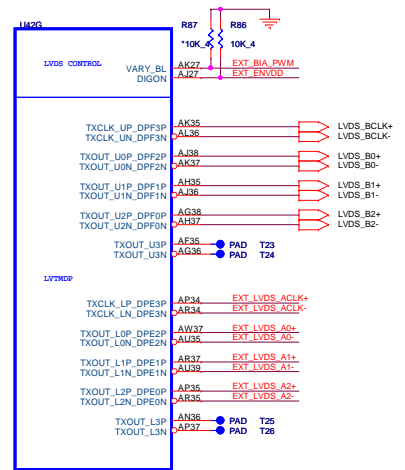 U42G
R87 R86
*10K_4 10K_4
LVDS CONTROL
VARY_BL AK27 EXT_BIA_PWM
DIGON AJ27 EXT_ENVDD
TXCLK_UP_DPF3P AK35 LVDS_BCLK+
TXCLK_UN_DPF3N AL36 LVDS_BCLK-
TXOUT_U0P_DPF2P AJ38 LVDS_B0+
TXOUT_U0N_DPF2N AK37 LVDS_B0-
TXOUT_U1P_DPF1P AH35 LVDS_B1+
TXOUT_U1N_DPF1N AJ36 LVDS_B1-
TXOUT_U2P_DPF0P AG38 LVDS_B2+
TXOUT_U2N_DPF0N AH37 LVDS_B2-
TXOUT_U3P AF35 PAD T23
TXOUT_U3N AG36 PAD T24
LVTMDP
TXCLK_LP_DPE3P AP34 EXT_LVDS_ACLK+
TXCLK_LN_DPE3N AR34 EXT_LVDS_ACLK-
TXOUT_L0P_DPE2P AW37 EXT_LVDS_A0+
TXOUT_L0N_DPE2N AU35 EXT_LVDS_A0-
TXOUT_L1P_DPE1P AR37 EXT_LVDS_A1+
TXOUT_L1N_DPE1N AU39 EXT_LVDS_A1-
TXOUT_L2P_DPE0P AP35 EXT_LVDS_A2+
TXOUT_L2N_DPE0N AR35 EXT_LVDS_A2-
TXOUT_L3P AN36 PAD T25
TXOUT_L3N AP37 PAD T26